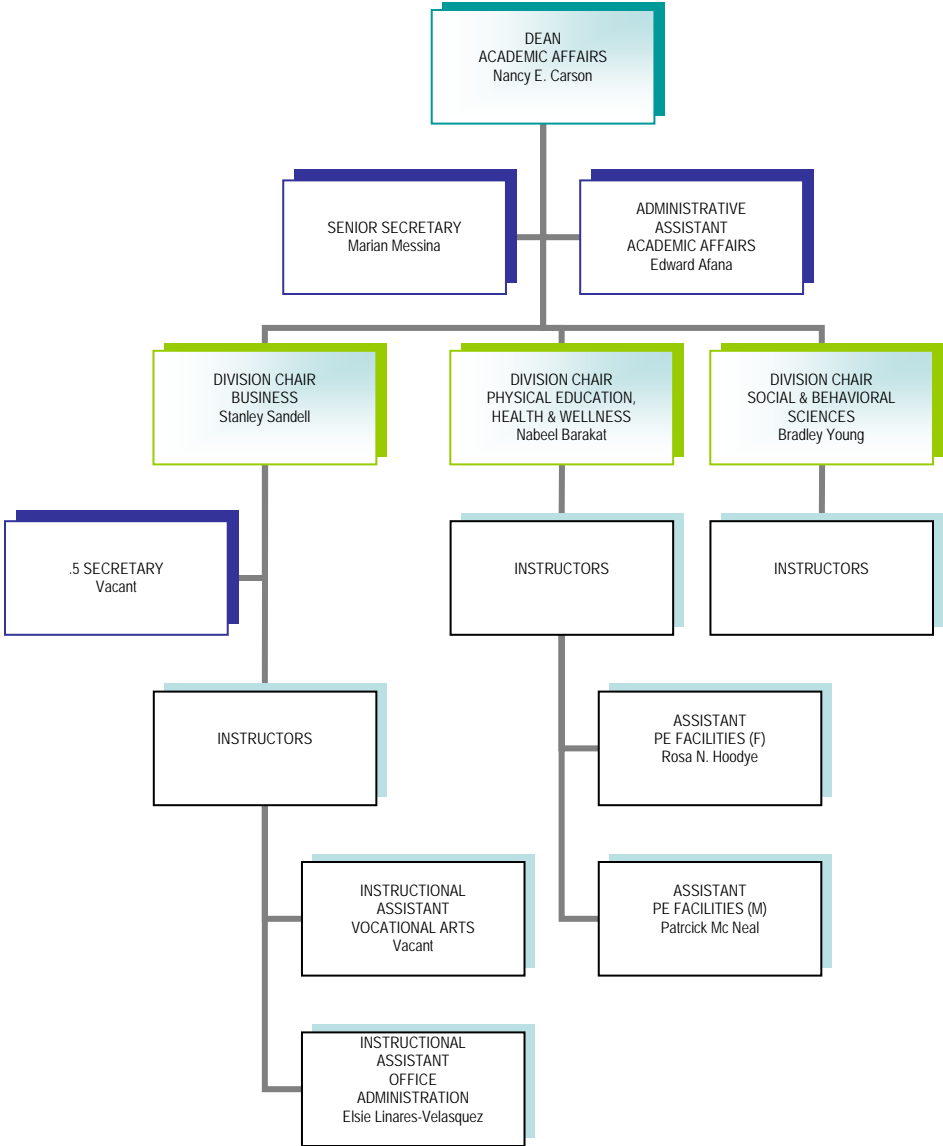 DEAN
ACADEMIC AFFAIRS
Nancy E. Carson
SENIOR SECRETARY
Marian Messina
ADMINISTRATIVE
ASSISTANT
ACADEMIC AFFAIRS
Edward Afana
DIVISION CHAIR
BUSINESS
Stanley Sandell
DIVISION CHAIR
PHYSICAL EDUCATION,
HEALTH & WELLNESS
Nabeel Barakat
DIVISION CHAIR
SOCIAL & BEHAVIORAL
SCIENCES
Bradley Young
.5 SECRETARY
Vacant
INSTRUCTORS
INSTRUCTORS
INSTRUCTORS
ASSISTANT
PE FACILITIES (F)
Rosa N. Hoodye
INSTRUCTIONAL
ASSISTANT
VOCATIONAL ARTS
Vacant
ASSISTANT
PE FACILITIES (M)
Patrcick Mc Neal
INSTRUCTIONAL
ASSISTANT
OFFICE
ADMINISTRATION
Elsie Linares-Velasquez